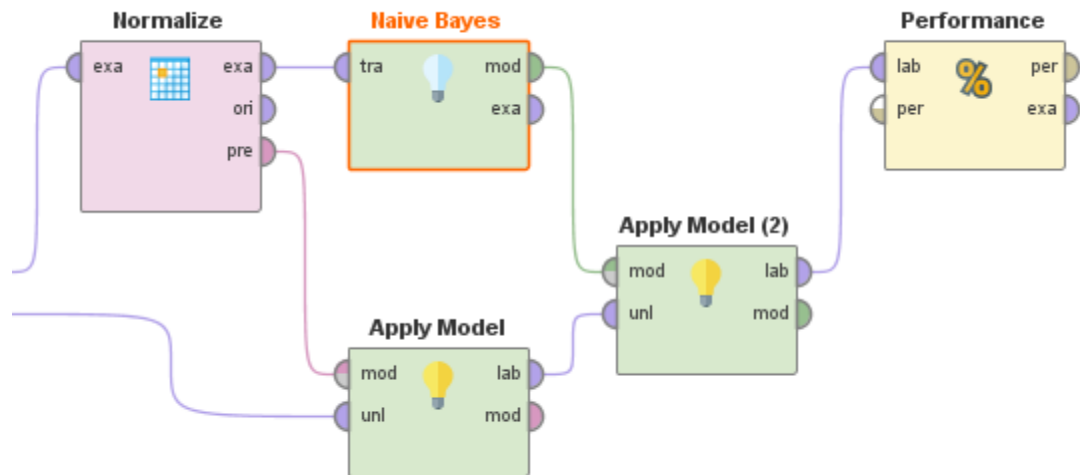 Normalize
exa
exa
ori
pre
Naive Bayes
tra
mod
exa
Performance
lab
per
%
per
exa
Apply Model (2)
mod
lab
unl
mod
Apply Model
mod
lab
unl
mod